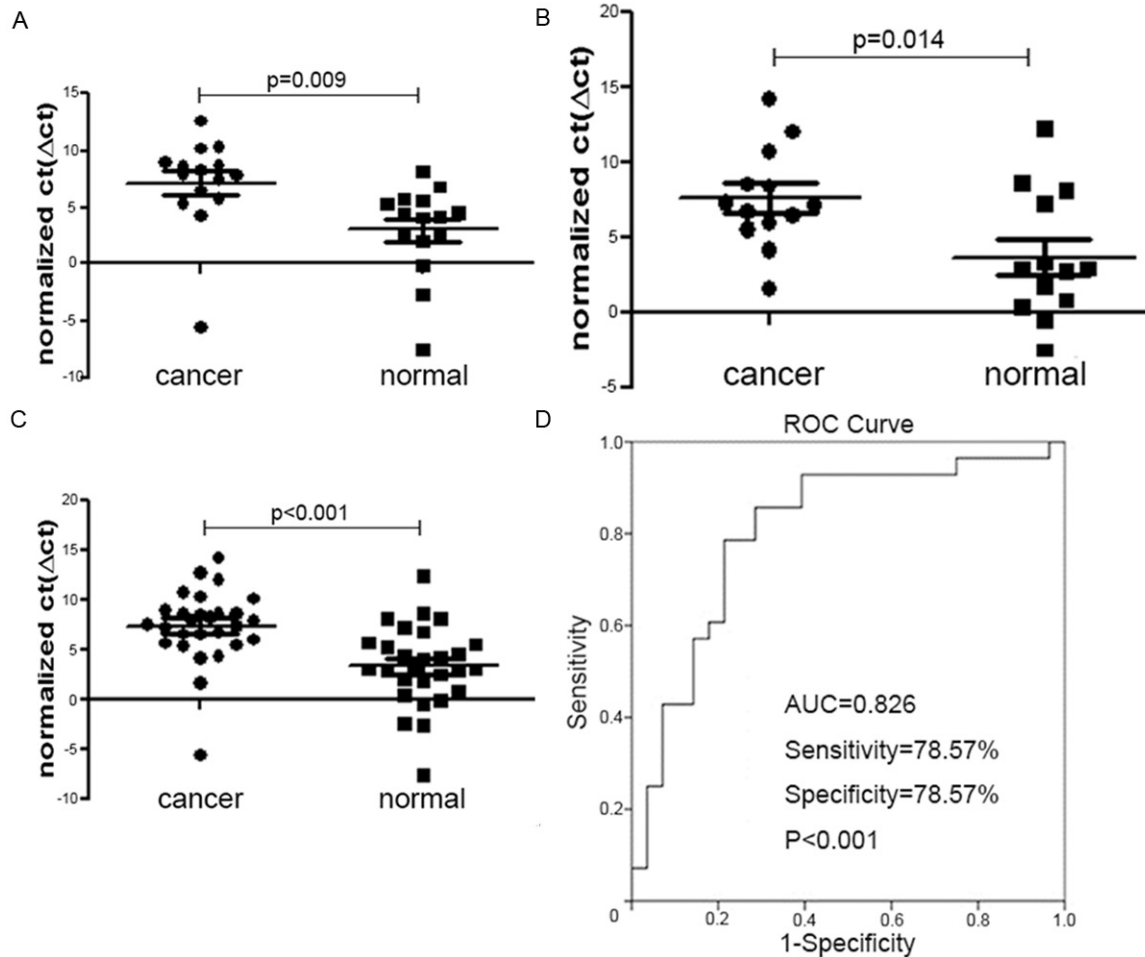 A
p=0.009
normalized ct(Δct)
15
10
5
0
-5
-10
cancer normal
B
p=0.014
normalized ct(Δct)
20
15
10
5
0
-5
cancer normal
C
p<0.001
normalized ct(Δct)
20
15
10
5
0
-5
-10
cancer normal
D
ROC Curve
Sensitivity
1.0
0.8
0.6
0.4
0.2
0
AUC=0.826
Sensitivity=78.57%
Specificity=78.57%
P<0.001
0.2 0.4 0.6 0.8 1.0
1-Specificity